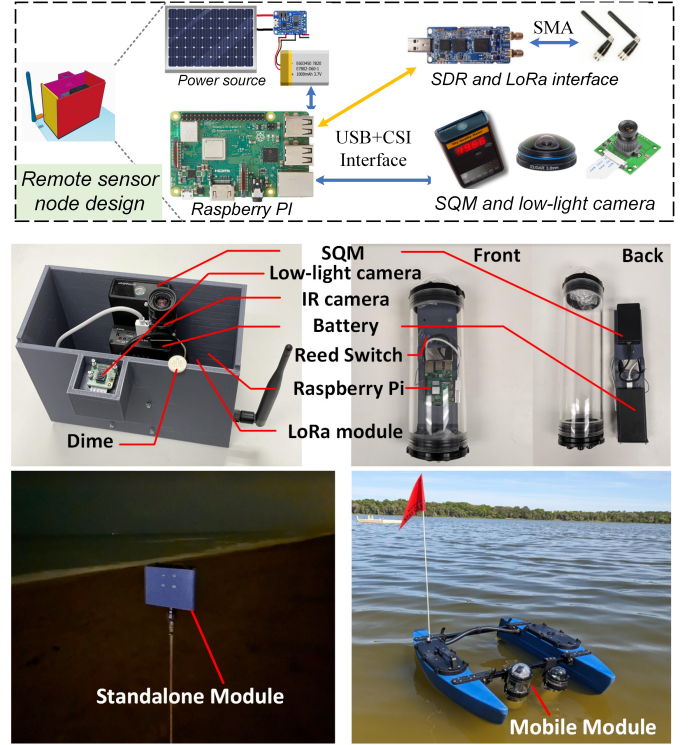 SMA
Power source
SDR and LoRa interface
USB+CSI
Interface
Remote sensor
node design
Raspberry PI
SQM and low-light camera
SQM
Front
Back
Low-light camera
IR camera
Battery
Reed Switch
Raspberry Pi
Dime
LoRa module
Standalone Module
Mobile Module